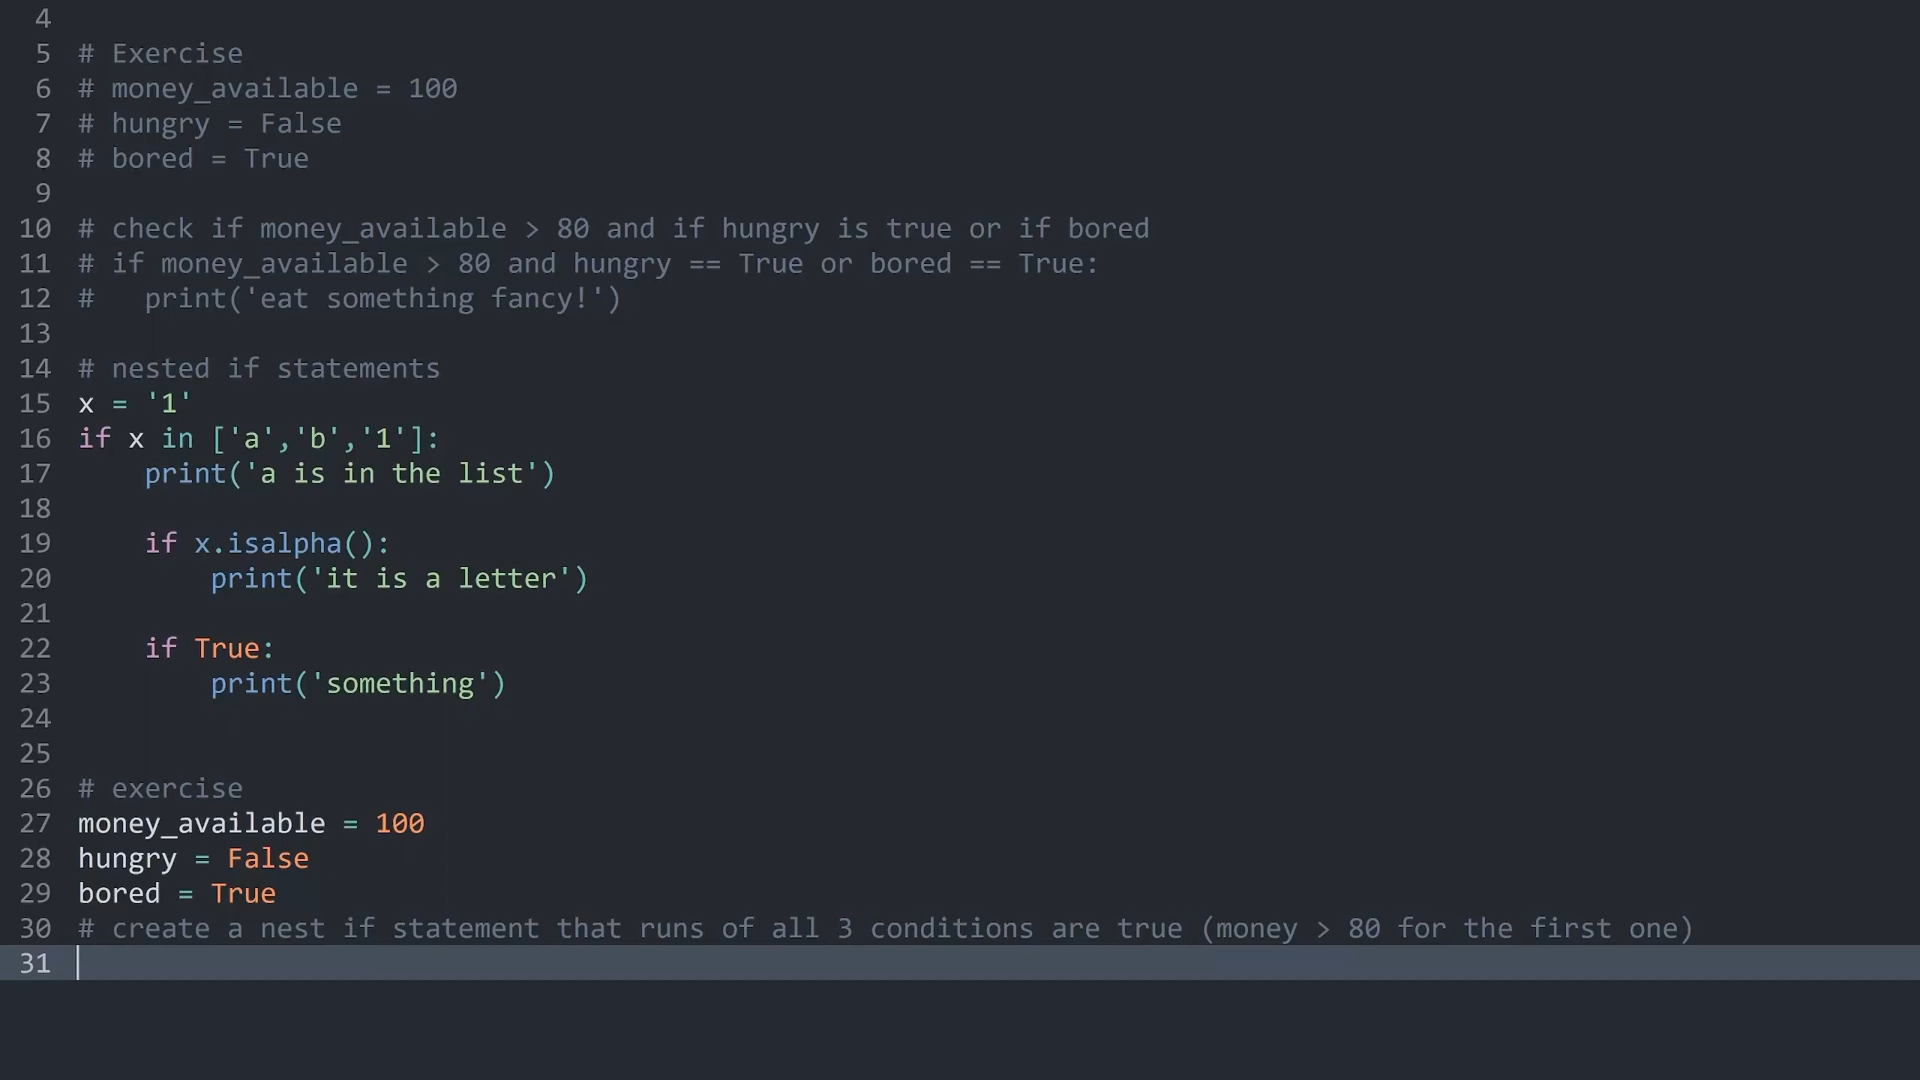 4
5 # Exercise
6 # money_available = 100
7 # hungry = False
8 # bored = True
9
10 # check if money_available > 80 and if hungry is true or if bored
11 # if money_available > 80 and hungry == True or bored == True:
12 #   print('eat something fancy!')
13
14 # nested if statements
15 x = '1'
16 if x in ['a','b','1']:
17     print('a is in the list')
18
19     if x.isalpha():
20         print('it is a letter')
21
22     if True:
23         print('something')
24
25
26 # exercise
27 money_available = 100
28 hungry = False
29 bored = True
30 # create a nest if statement that runs of all 3 conditions are true (money > 80 for the first one)
31